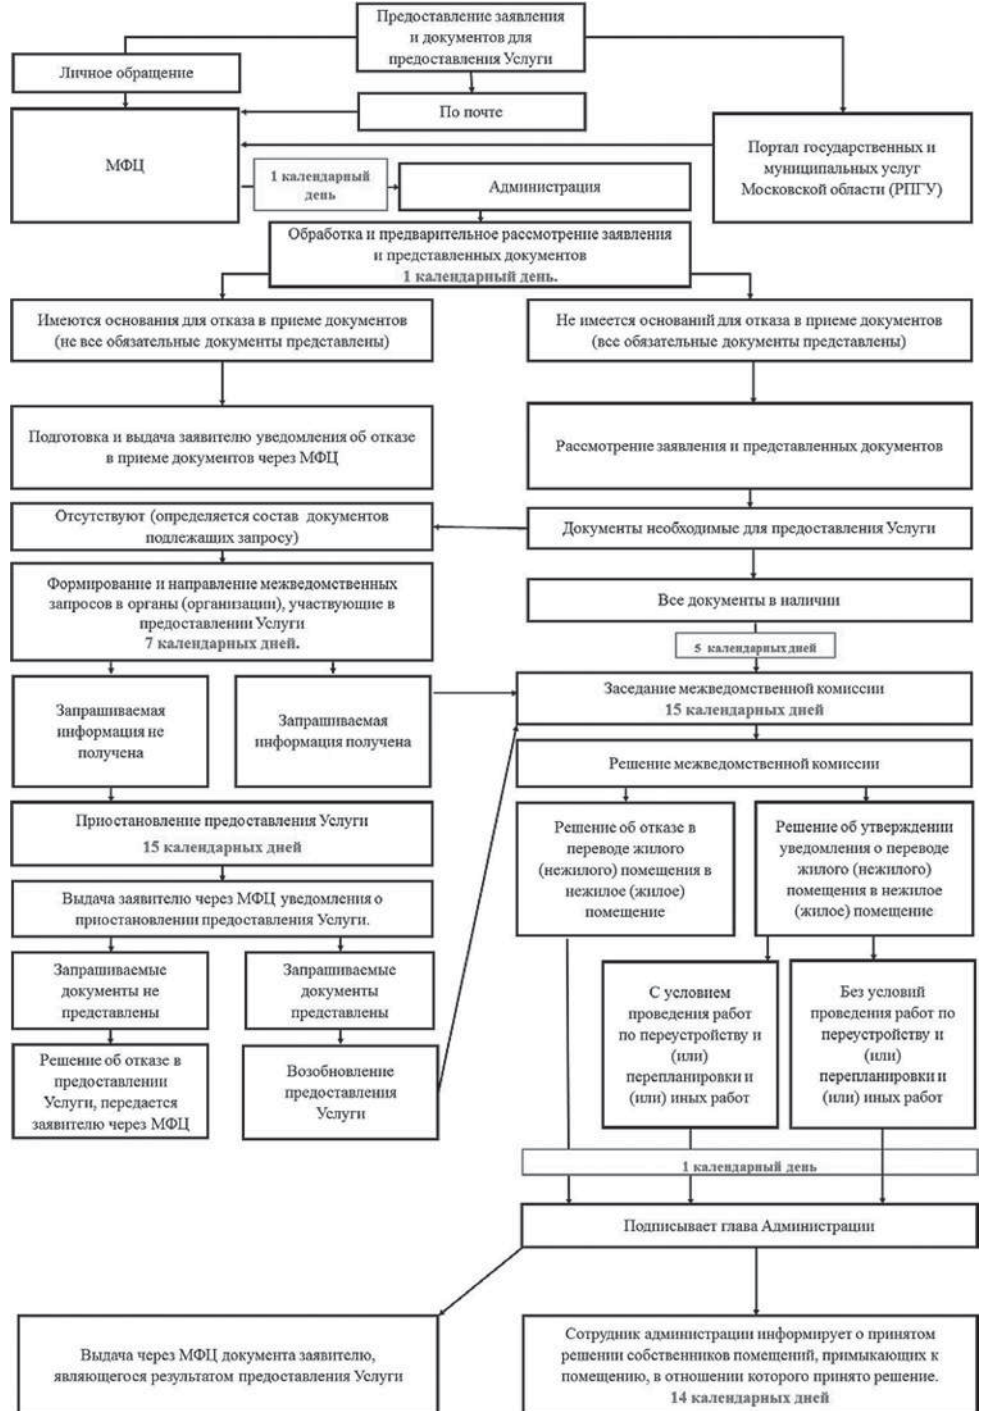 Предоставление заявления
и документов для
предоставления Услуги
Личное обращение
По почте
МФЦ
Портал государственных и
муниципальных услуг
Московской области (РПГУ)
1 календарный
день
Администрация
Обработка и предварительное рассмотрение заявления
и представленных документов
1 календарный день.
Имеются основания для отказа в приеме документов
(не все обязательные документы представлены)
Не имеется оснований для отказа в приеме документов
(все обязательные документы представлены)
Подготовка и выдача заявителю уведомления об отказе
в приеме документов через МФЦ
Рассмотрение заявления и представленных документов
Отсутствуют (определяется состав документов
подлежащих запросу)
Документы необходимые для предоставления Услуги
Формирование и направление межведомственных
запросов в органы (организации), участвующие в
предоставлении Услуги
7 календарных дней.
Все документы в наличии
5 календарных дней
Запрашиваемая
информация не
получена
Запрашиваемая
информация получена
Заседание межведомственной комиссии
15 календарных дней
Решение межведомственной комиссии
Приостановление предоставления Услуги
15 календарных дней
Решение об отказе в
переводе жилого
(нежилого) помещения в
нежилое (жилое)
помещение
Решение об утверждении
уведомления о переводе
жилого (нежилого)
помещения в нежилое
(жилое) помещение
Выдача заявителю через МФЦ уведомления о
приостановлении предоставления Услуги.
Запрашиваемые
документы не
представлены
Запрашиваемые
документы
представлены
С условием
проведения работ
по переустройству и
(или)
перепланировки и
(или) иных работ
Без условий
проведения работ по
переустройству и
(или)
перепланировки и
(или) иных работ
Решение об отказе в
предоставлении
Услуги, передается
заявителю через МФЦ
Возобновление
предоставления
Услуги
1 календарный день
Подписывает глава Администрации
Выдача через МФЦ документа заявителю,
являющегося результатом предоставления Услуги
Сотрудник администрации информирует о принятом
решении собственников помещений, примыкающих к
помещению, в отношении которого принято решение.
14 календарных дней